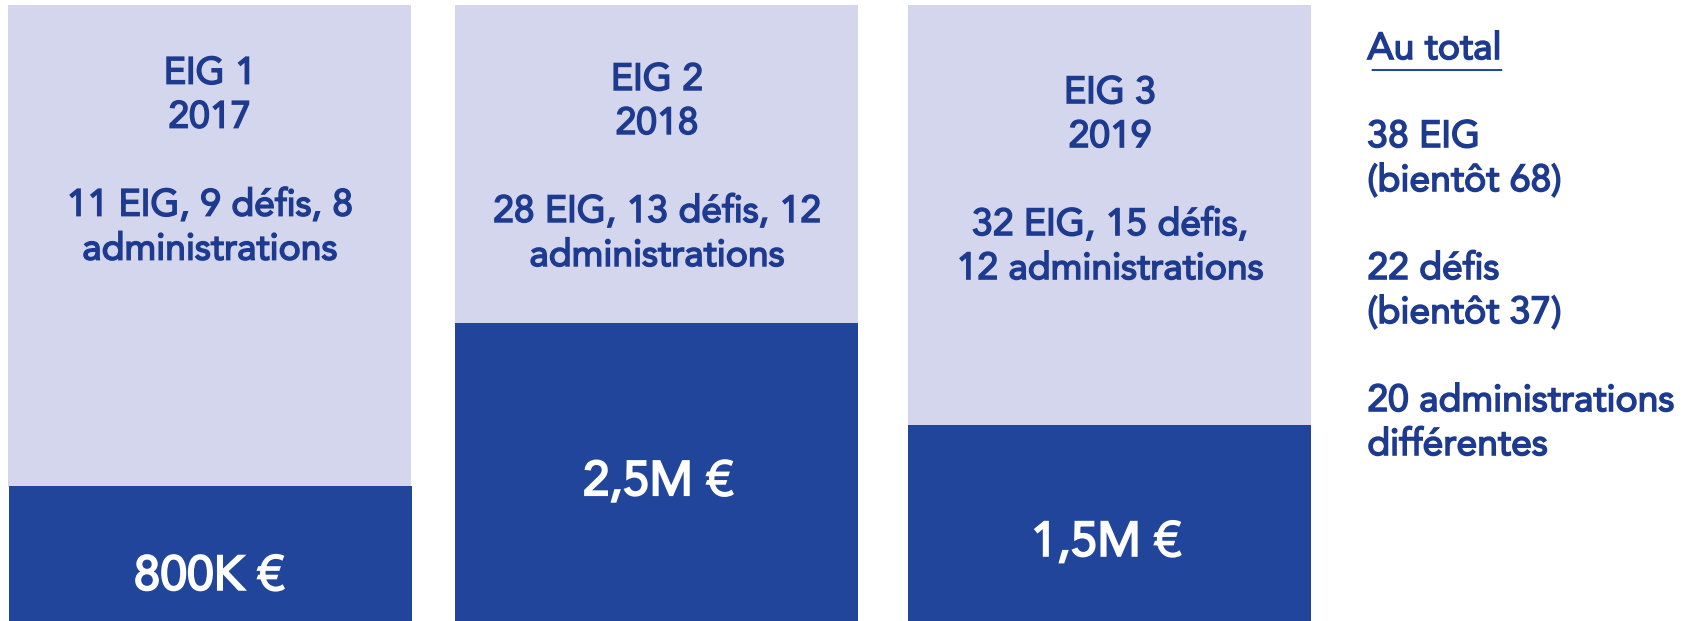 EIG 1
2017
11 EIG, 9 défis, 8
administrations
800K €
EIG 2
2018
28 EIG, 13 défis, 12
administrations
2,5M €
EIG 3
2019
32 EIG, 15 défis,
12 administrations
1,5M €
Au total
38 EIG
(bientôt 68)
22 défis
(bientôt 37)
20 administrations
différentes